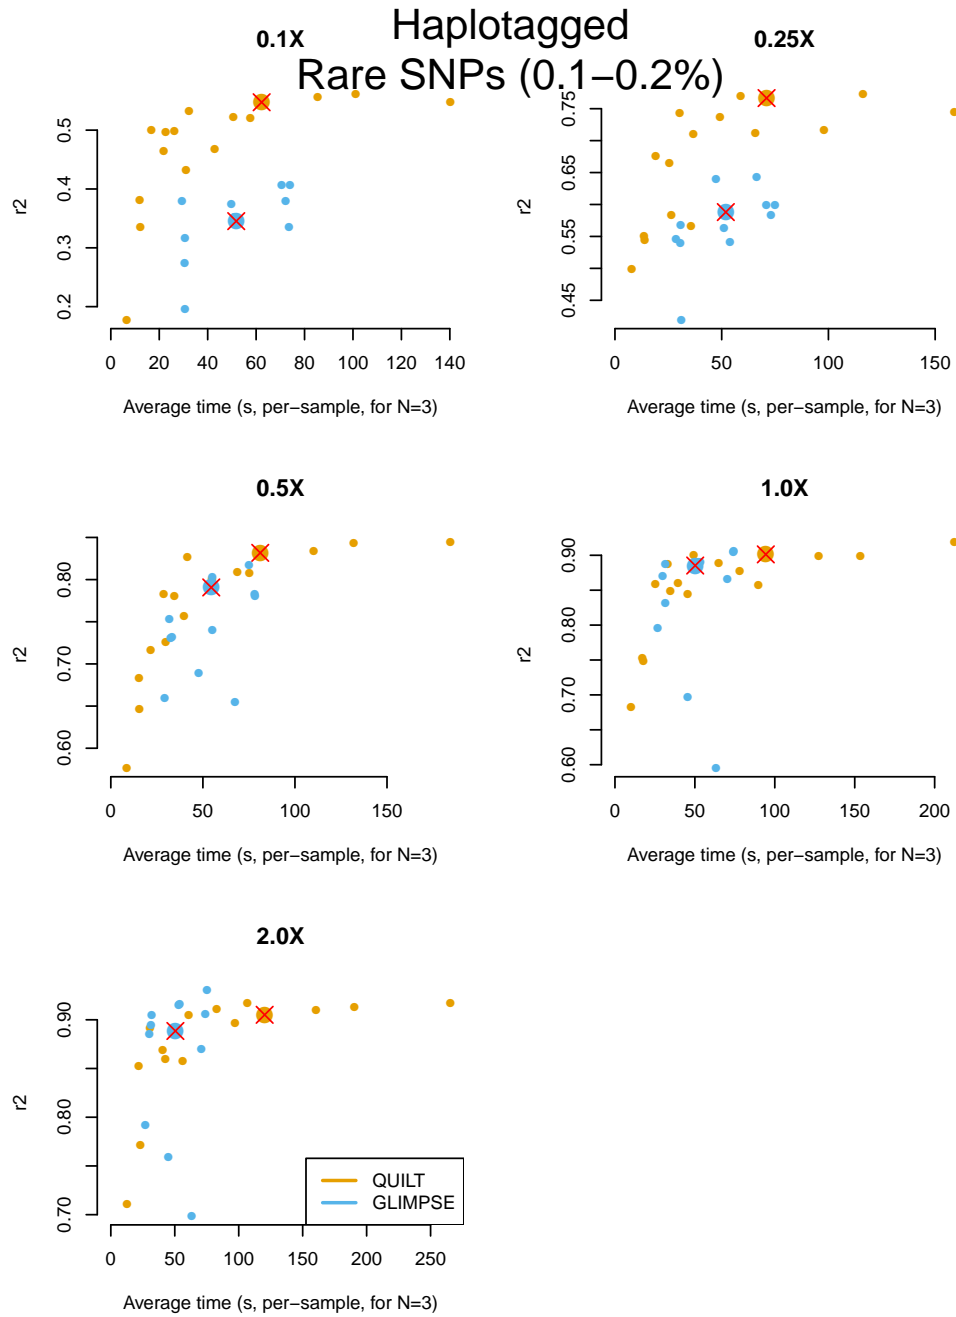 Haplotagged
Rare SNPs (0.1−0.2%)
0.1X
r2
0.5
0.4
0.3
0.2
0 20 40 60 80 100 120 140
Average time (s, per−sample, for N=3)
0.25X
r2
0.75
0.65
0.55
0.45
0 50 100 150
Average time (s, per−sample, for N=3)
0.5X
r2
0.80
0.70
0.60
0 50 100 150
Average time (s, per−sample, for N=3)
1.0X
r2
0.90
0.80
0.70
0.60
0 50 100 150 200
Average time (s, per−sample, for N=3)
2.0X
r2
0.90
0.80
0.70
0 50 100 150 200 250
Average time (s, per−sample, for N=3)
QUILT
GLIMPSE